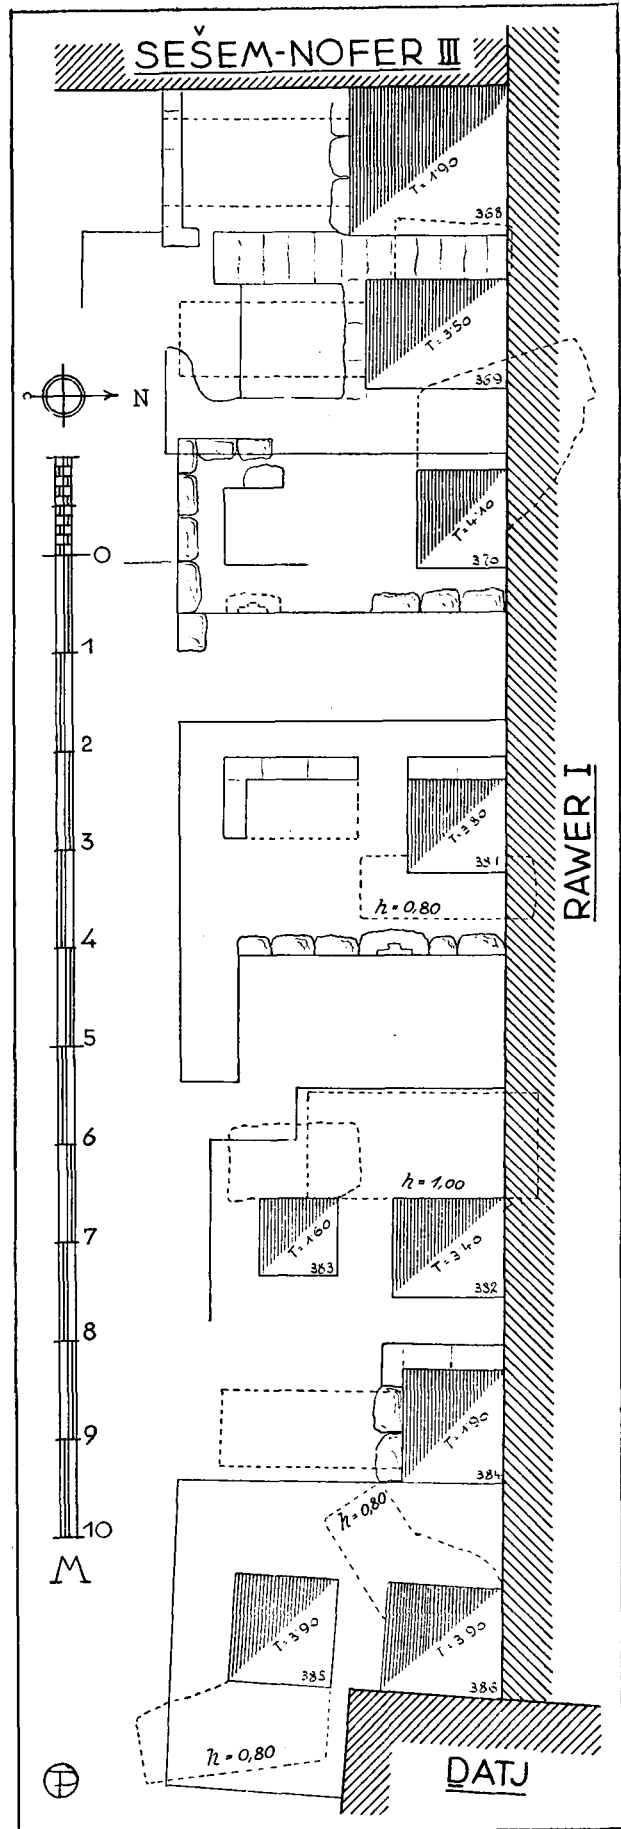 SEŠEM-NOFER III
T=1'90
368
T=3'50
369
N
T=4'10
370
0
1
2
3
4
5
6
7
8
9
10
M
RAWER I
T=3'80
381
h=0,80
h=1,00
T=1'60
383
T=3'40
382
T=1'90
384
h=0,80
T=3'90
385
T=3'90
386
h=0,80
ḎATJ